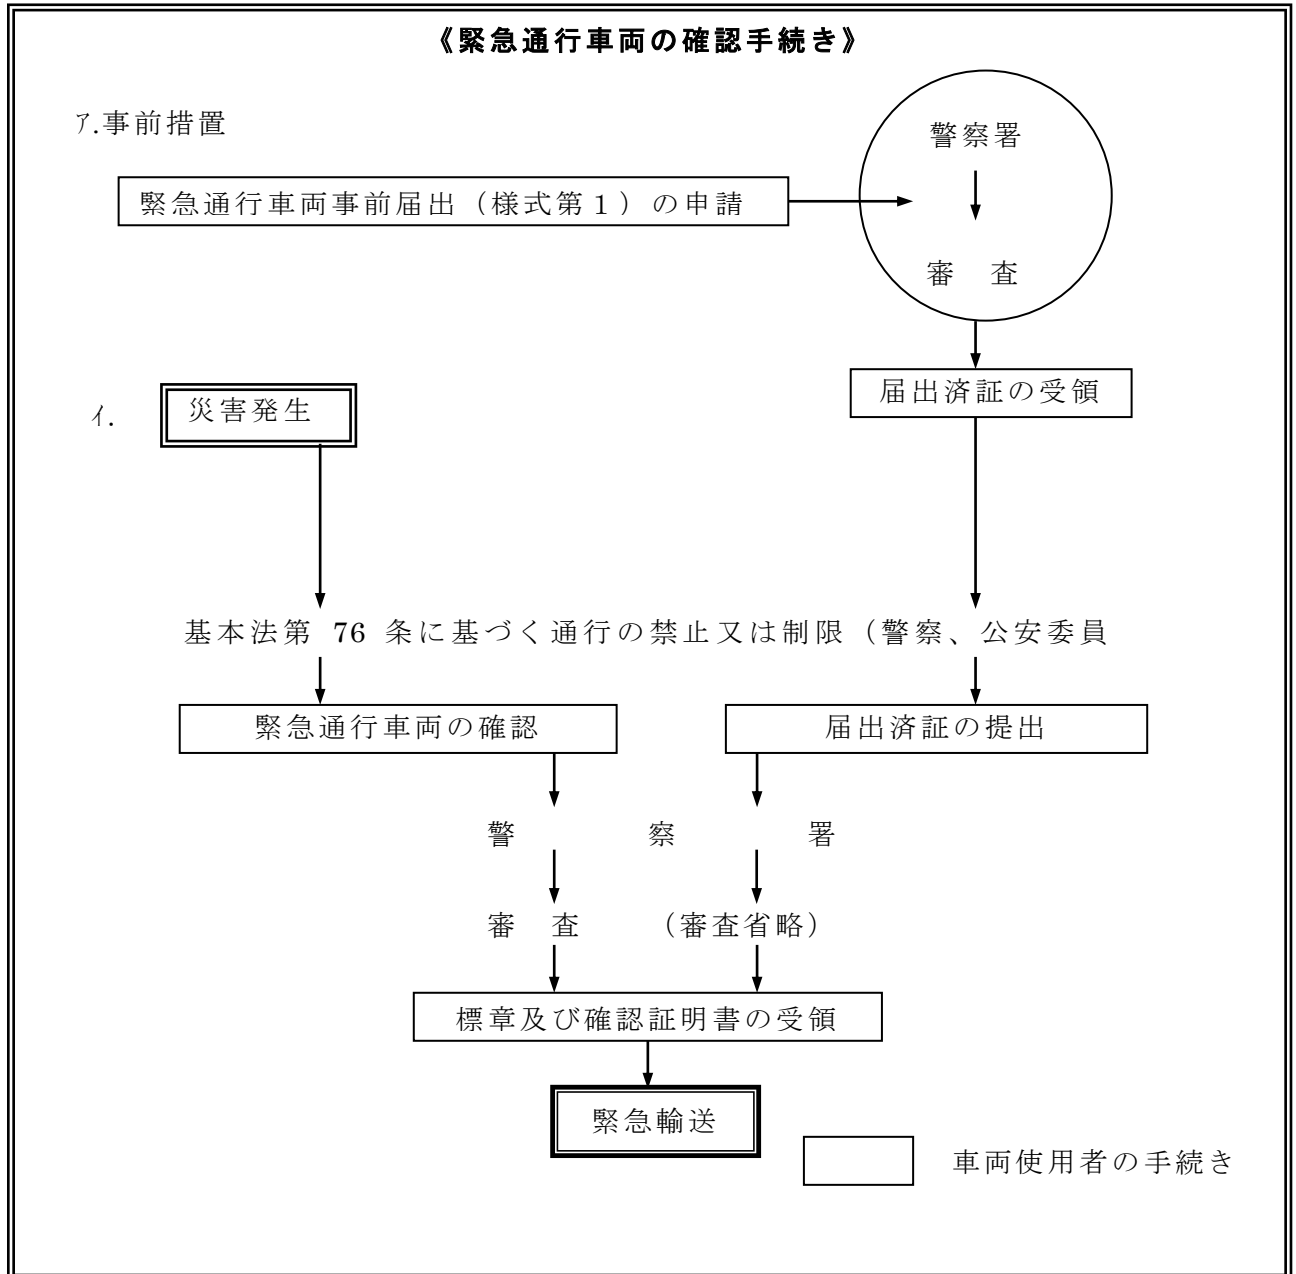 《緊急通行車両の確認手続き》
ｱ.事前措置
警察署
緊急通行車両事前届出（様式第１）の申請
審　査
届出済証の受領
ｲ.
災害発生
基本法第 76 条に基づく通行の禁止又は制限（警察、公安委員
緊急通行車両の確認
届出済証の提出
警　察　署
審　査　（審査省略）
標章及び確認証明書の受領
緊急輸送
車両使用者の手続き